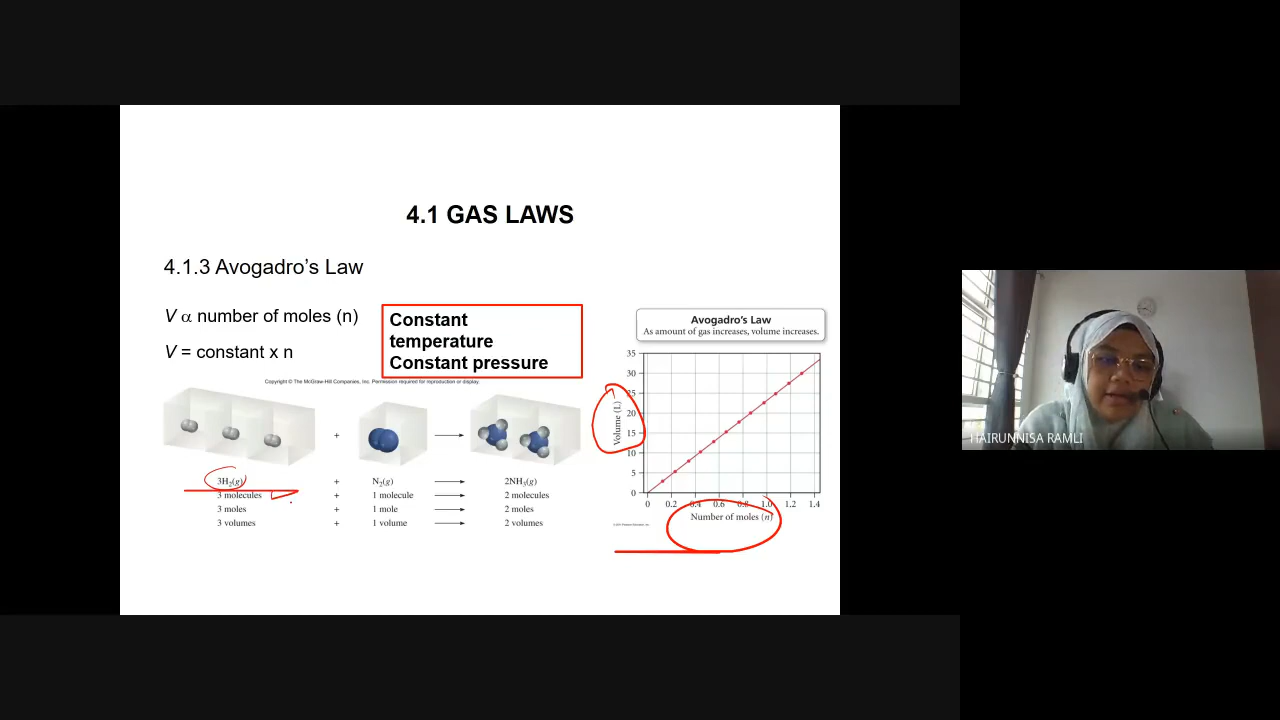 4.1 GAS LAWS
4.1.3 Avogadro's Law
V α number of moles (n)
V = constant x n
Constant
temperature
Constant pressure
Copyright © The McGraw-Hill Companies, Inc. Permission required for reproduction or display.
3H₂(g) + N₂(g) → 2NH₃(g)
3 molecules + 1 molecule → 2 molecules
3 moles + 1 mole → 2 moles
3 volumes + 1 volume → 2 volumes
Avogadro's Law
As amount of gas increases, volume increases.
35
30
25
20
15
10
5
0
Volume (L)
0 0.2 0.4 0.6 0.8 1.0 1.2 1.4
Number of moles (n)
HAIRUNNISA RAMLI